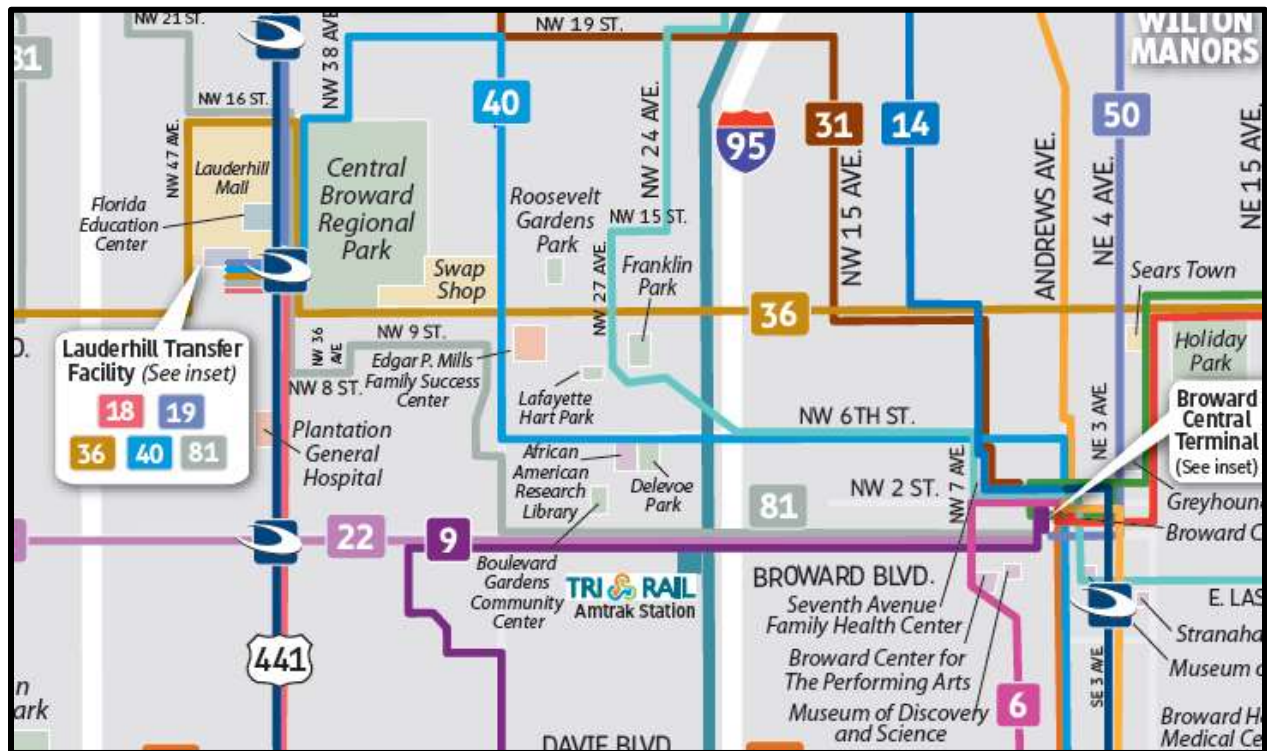 NW 21 ST.
81
NW 38 AVE
NW 19 ST.
WILTON
MANORS
NW 16 ST.
NW 47 AVE.
Lauderhill
Mall
Florida
Education
Center
Central
Broward
Regional
Park
40
NW 24 AVE.
95
31
14
NW 15 AVE.
ANDREWS AVE.
50
NE 4 AVE.
NE 15 AVE.
Roosevelt
Gardens
Park
NW 15 ST.
NW 27 AVE.
Franklin
Park
Swap
Shop
36
Sears Town
Holiday
Park
Lauderhill Transfer
Facility (See inset)
18
19
36
40
81
NW 36
AVE
NW 9 ST.
NW 8 ST.
Edgar P. Mills
Family Success
Center
Lafayette
Hart Park
NW 6TH ST.
Plantation
General
Hospital
African
American
Research
Library
Delevoe
Park
81
NW 2 ST.
NW 7 AVE.
NE 3 AVE.
Broward
Central
Terminal
(See inset)
Greyhoun
Broward C
22
9
Boulevard
Gardens
Community
Center
TRI RAIL
Amtrak Station
BROWARD BLVD.
Seventh Avenue
Family Health Center
Broward Center for
The Performing Arts
Museum of Discovery
and Science
6
SE 3 AVE.
E. LAS
Stranaha
Museum o
Broward He
Medical Ce
441
ark
DAVIE BLVD